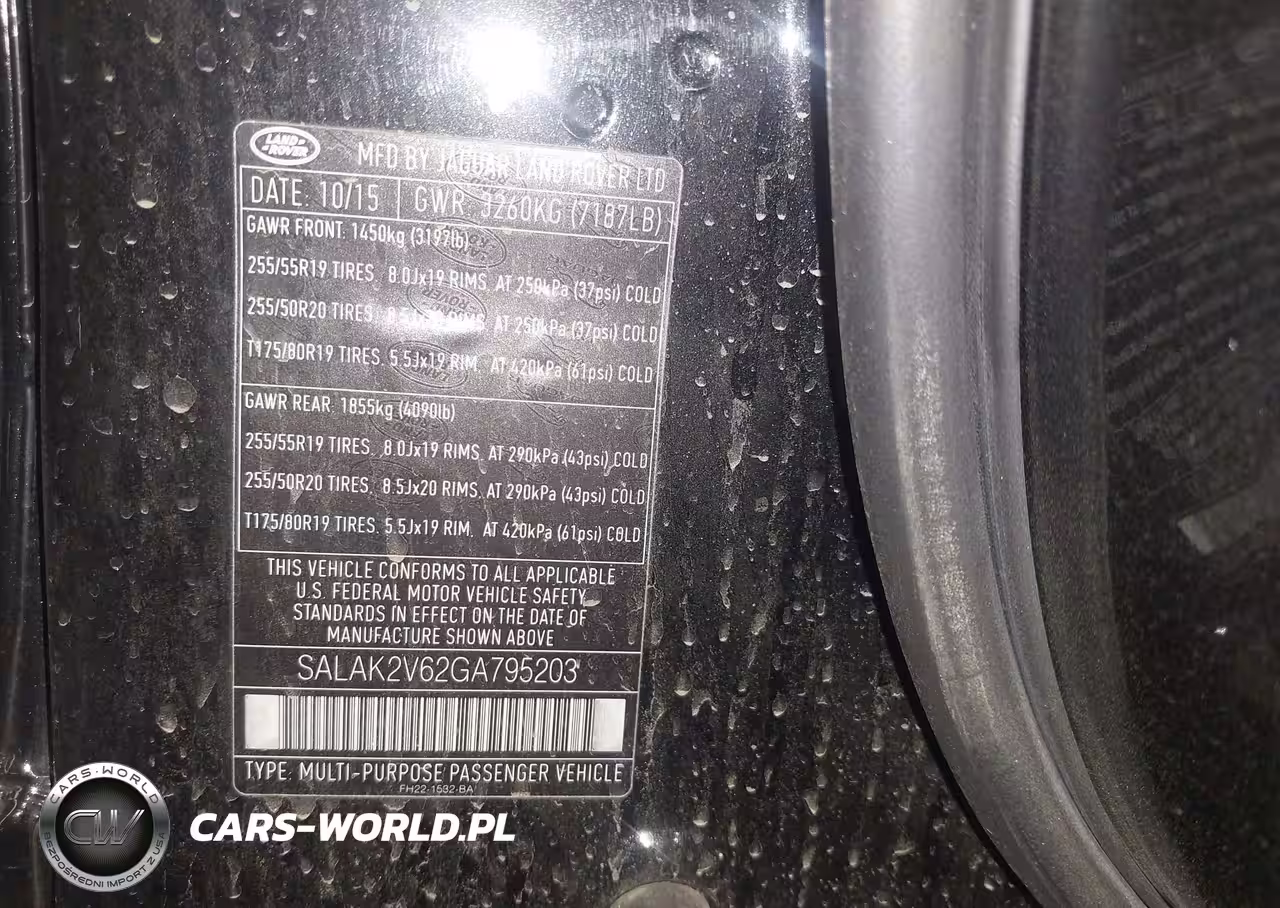 LAND ROVER
MFD BY JAGUAR LAND ROVER LTD
DATE: 10/15 GWR: 3260KG (7187LB)
GAWR FRONT: 1450kg (3197lb)
255/55R19 TIRES. 8.0Jx19 RIMS. AT 250kPa (37psi) COLD
255/50R20 TIRES. 8.5Jx20 RIMS. AT 250kPa (37psi) COLD
T175/80R19 TIRES. 5.5Jx19 RIM. AT 420kPa (61psi) COLD
GAWR REAR: 1855kg (4090lb)
255/55R19 TIRES. 8.0Jx19 RIMS. AT 290kPa (43psi) COLD
255/50R20 TIRES. 8.5Jx20 RIMS. AT 290kPa (43psi) COLD
T175/80R19 TIRES. 5.5Jx19 RIM. AT 420kPa (61psi) COLD
THIS VEHICLE CONFORMS TO ALL APPLICABLE
U.S. FEDERAL MOTOR VEHICLE SAFETY
STANDARDS IN EFFECT ON THE DATE OF
MANUFACTURE SHOWN ABOVE
SALAK2V62GA795203
TYPE: MULTI-PURPOSE PASSENGER VEHICLE
FH22-1532-BA
CARS-WORLD
CW
BEZPOŚREDNI IMPORT Z USA
CARS-WORLD.PL